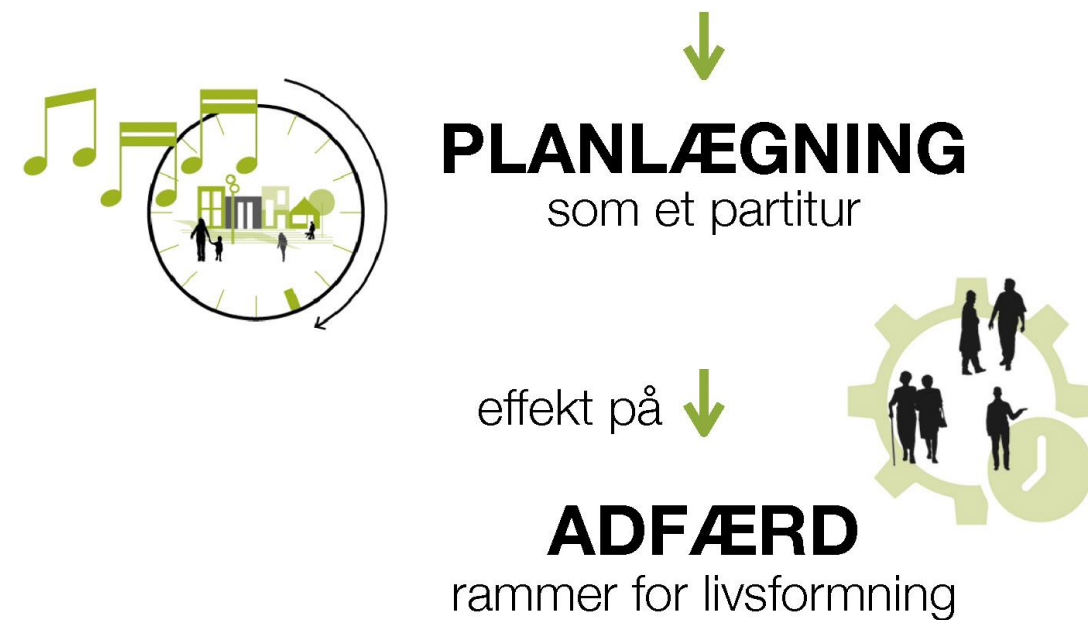 PLANLÆGNING
som et partitur
effekt på
ADFÆRD
rammer for livsformning